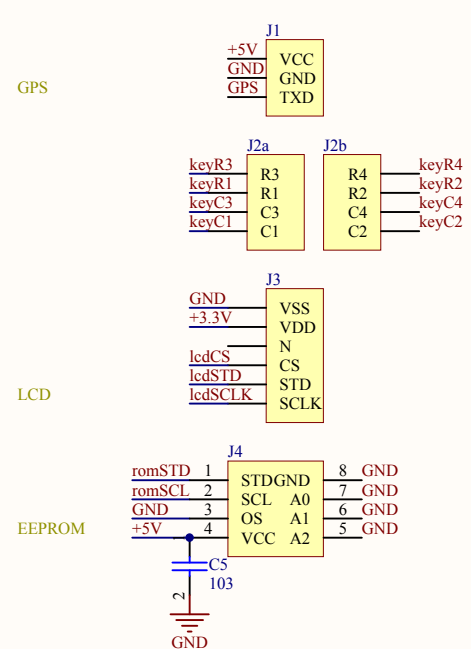 J1
+5V VCC
GND GND
GPS GPS TXD
J2a J2b
keyR3 R3 R4 keyR4
keyR1 R1 R2 keyR2
keyC3 C3 C4 keyC4
keyC1 C1 C2 keyC2
J3
GND VSS
+3.3V VDD
N
lcdCS CS
LCD lcdSTD STD
lcdSCLK SCLK
J4
romSTD 1 STD GND 8 GND
romSCL 2 SCL A0 7 GND
GND 3 OS A1 6 GND
EEPROM +5V 4 VCC A2 5 GND
C5
103
2
GND